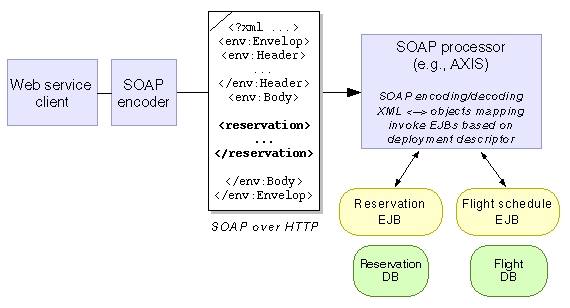 Web service
client
SOAP
encoder
<?xml ...>
<env:Envelop>
<env:Header>
...
</env:Header>
<env:Body>
<reservation>
...
</reservation>
</env:Body>
</env:Envelop>
SOAP over HTTP
SOAP processor
(e.g., AXIS)
SOAP encoding/decoding
XML <--> objects mapping
invoke EJBs based on
deployment descriptor
Reservation
EJB
Flight schedule
EJB
Reservation
DB
Flight
DB